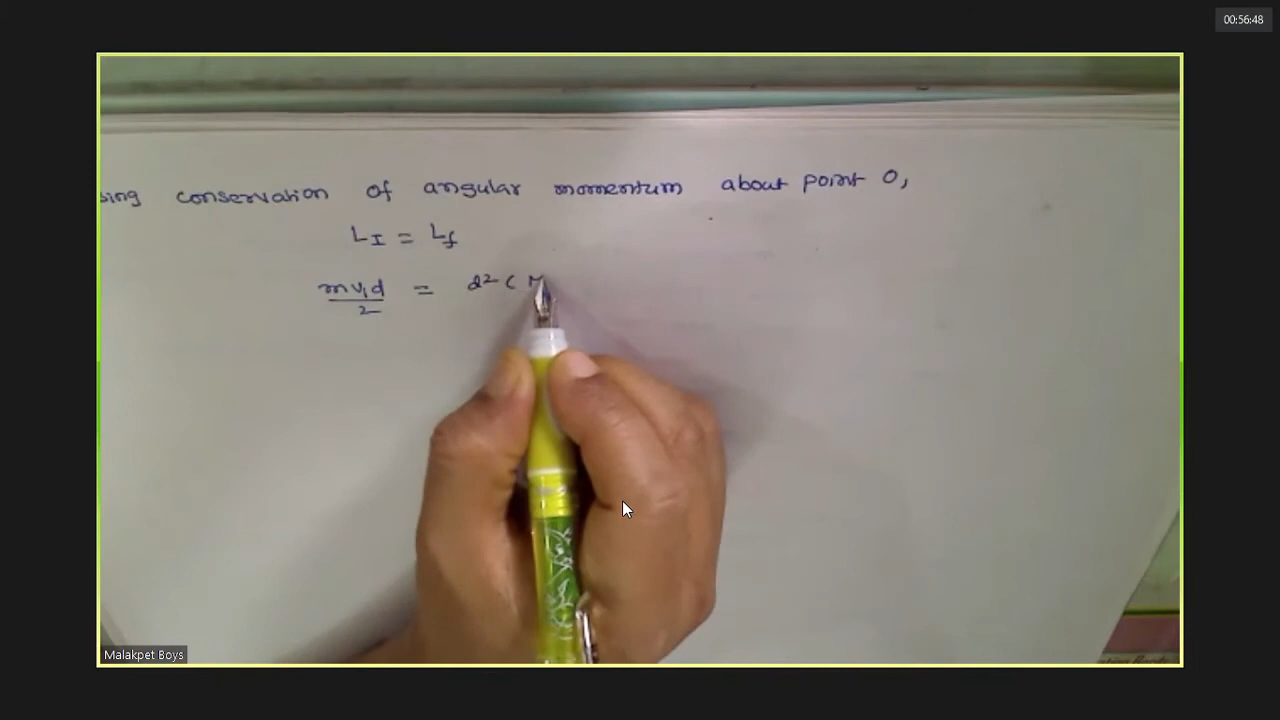 00:56:48
sing conservation of angular momentum about point O,
L_I = L_f
mv₁d/2 = d² ( M
Malakpet Boys